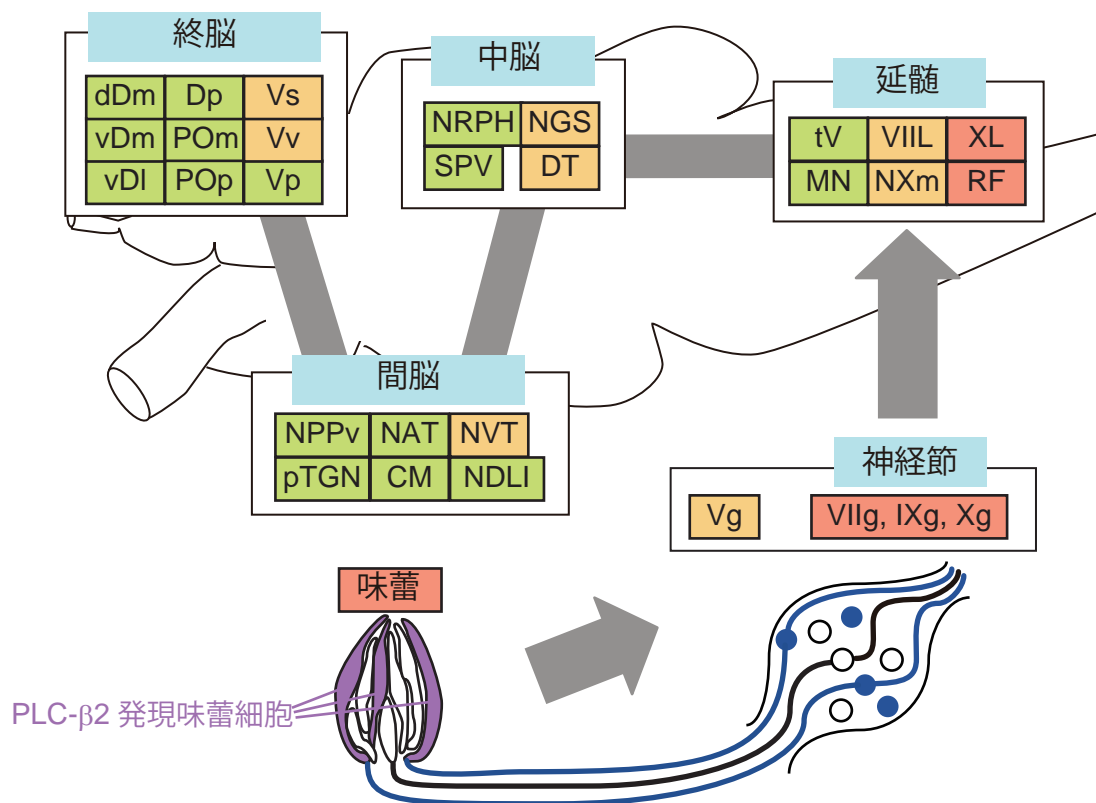 終脳
dDm Dp Vs
vDm POm Vv
vDl POp Vp
中脳
NRPH NGS
SPV DT
延髄
tV VIIL XL
MN NXm RF
間脳
NPPv NAT NVT
pTGN CM NDLI
神経節
Vg VIIg, IXg, Xg
味蕾
PLC-β2 発現味蕾細胞